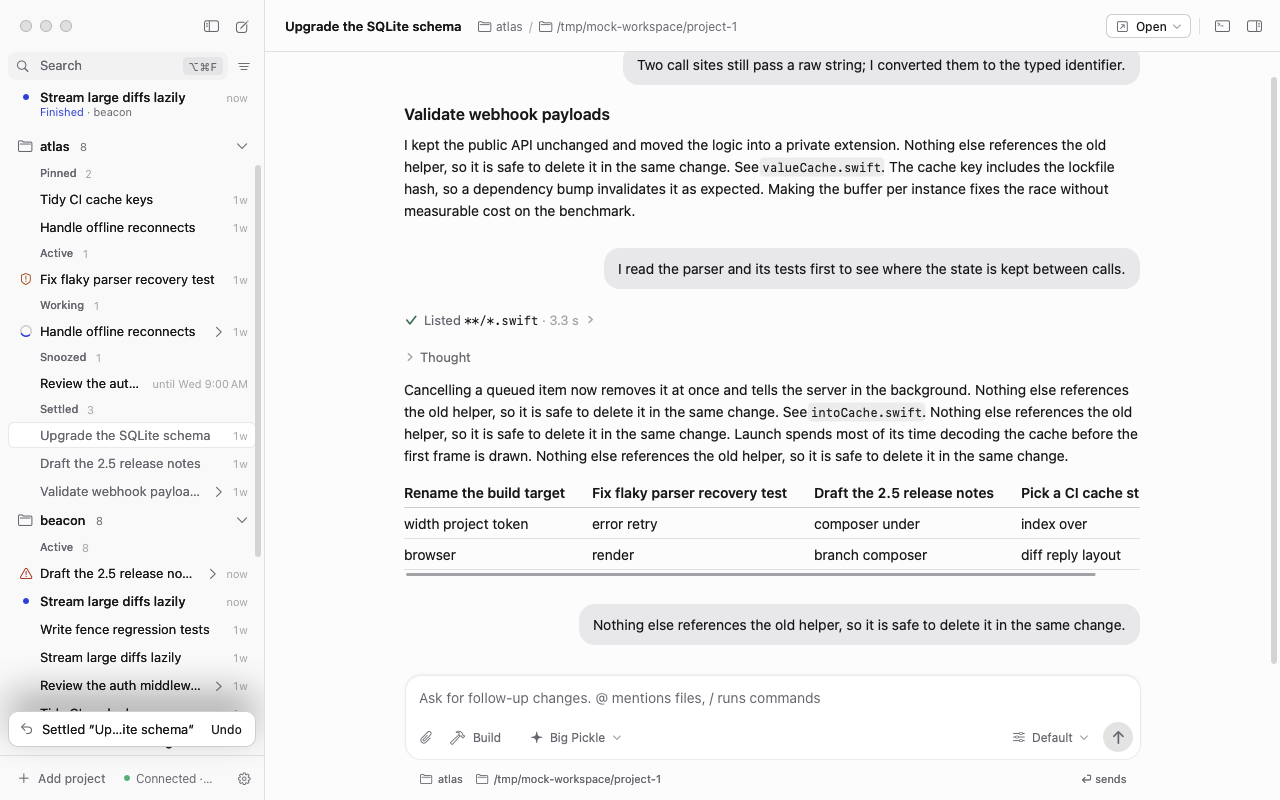 Upgrade the SQLite schema
atlas / /tmp/mock-workspace/project-1
Open
Search ⌥⌘F
Stream large diffs lazily now
Finished · beacon
atlas 8
Pinned 2
Tidy CI cache keys 1w
Handle offline reconnects 1w
Active 1
Fix flaky parser recovery test 1w
Working 1
Handle offline reconnects 1w
Snoozed 1
Review the aut... until Wed 9:00 AM
Settled 3
Upgrade the SQLite schema 1w
Draft the 2.5 release notes 1w
Validate webhook payloa... 1w
beacon 8
Active 8
Draft the 2.5 release no... now
Stream large diffs lazily now
Write fence regression tests 1w
Stream large diffs lazily 1w
Review the auth middlew... 1w
Settled "Up...ite schema" Undo
Add project
Connected ·...
Two call sites still pass a raw string; I converted them to the typed identifier.
Validate webhook payloads
I kept the public API unchanged and moved the logic into a private extension. Nothing else references the old
helper, so it is safe to delete it in the same change. See valueCache.swift. The cache key includes the lockfile
hash, so a dependency bump invalidates it as expected. Making the buffer per instance fixes the race without
measurable cost on the benchmark.
I read the parser and its tests first to see where the state is kept between calls.
Listed **/*.swift · 3.3 s
Thought
Cancelling a queued item now removes it at once and tells the server in the background. Nothing else references
the old helper, so it is safe to delete it in the same change. See intoCache.swift. Nothing else references the old
helper, so it is safe to delete it in the same change. Launch spends most of its time decoding the cache before the
first frame is drawn. Nothing else references the old helper, so it is safe to delete it in the same change.
Rename the build target Fix flaky parser recovery test Draft the 2.5 release notes Pick a CI cache st
width project token error retry composer under index over
browser render branch composer diff reply layout
Nothing else references the old helper, so it is safe to delete it in the same change.
Ask for follow-up changes. @ mentions files, / runs commands
Build Big Pickle Default
atlas /tmp/mock-workspace/project-1 sends